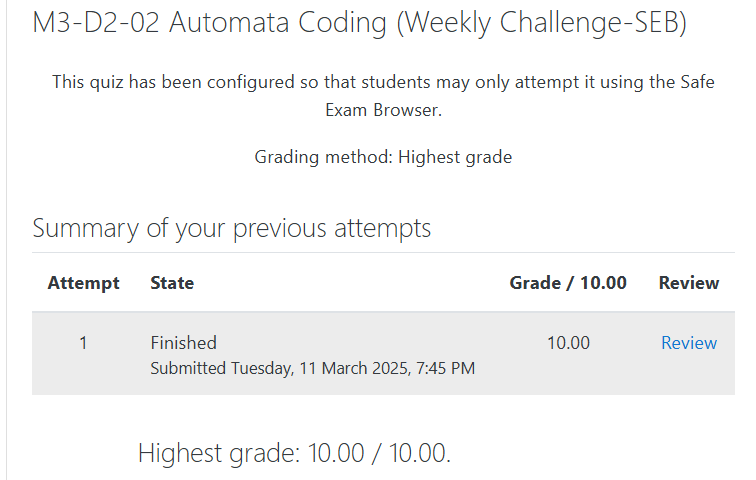 M3-D2-02 Automata Coding (Weekly Challenge-SEB)
This quiz has been configured so that students may only attempt it using the Safe
Exam Browser.
Grading method: Highest grade
Summary of your previous attempts
Attempt State Grade / 10.00 Review
1 Finished 10.00 Review
Submitted Tuesday, 11 March 2025, 7:45 PM
Highest grade: 10.00 / 10.00.